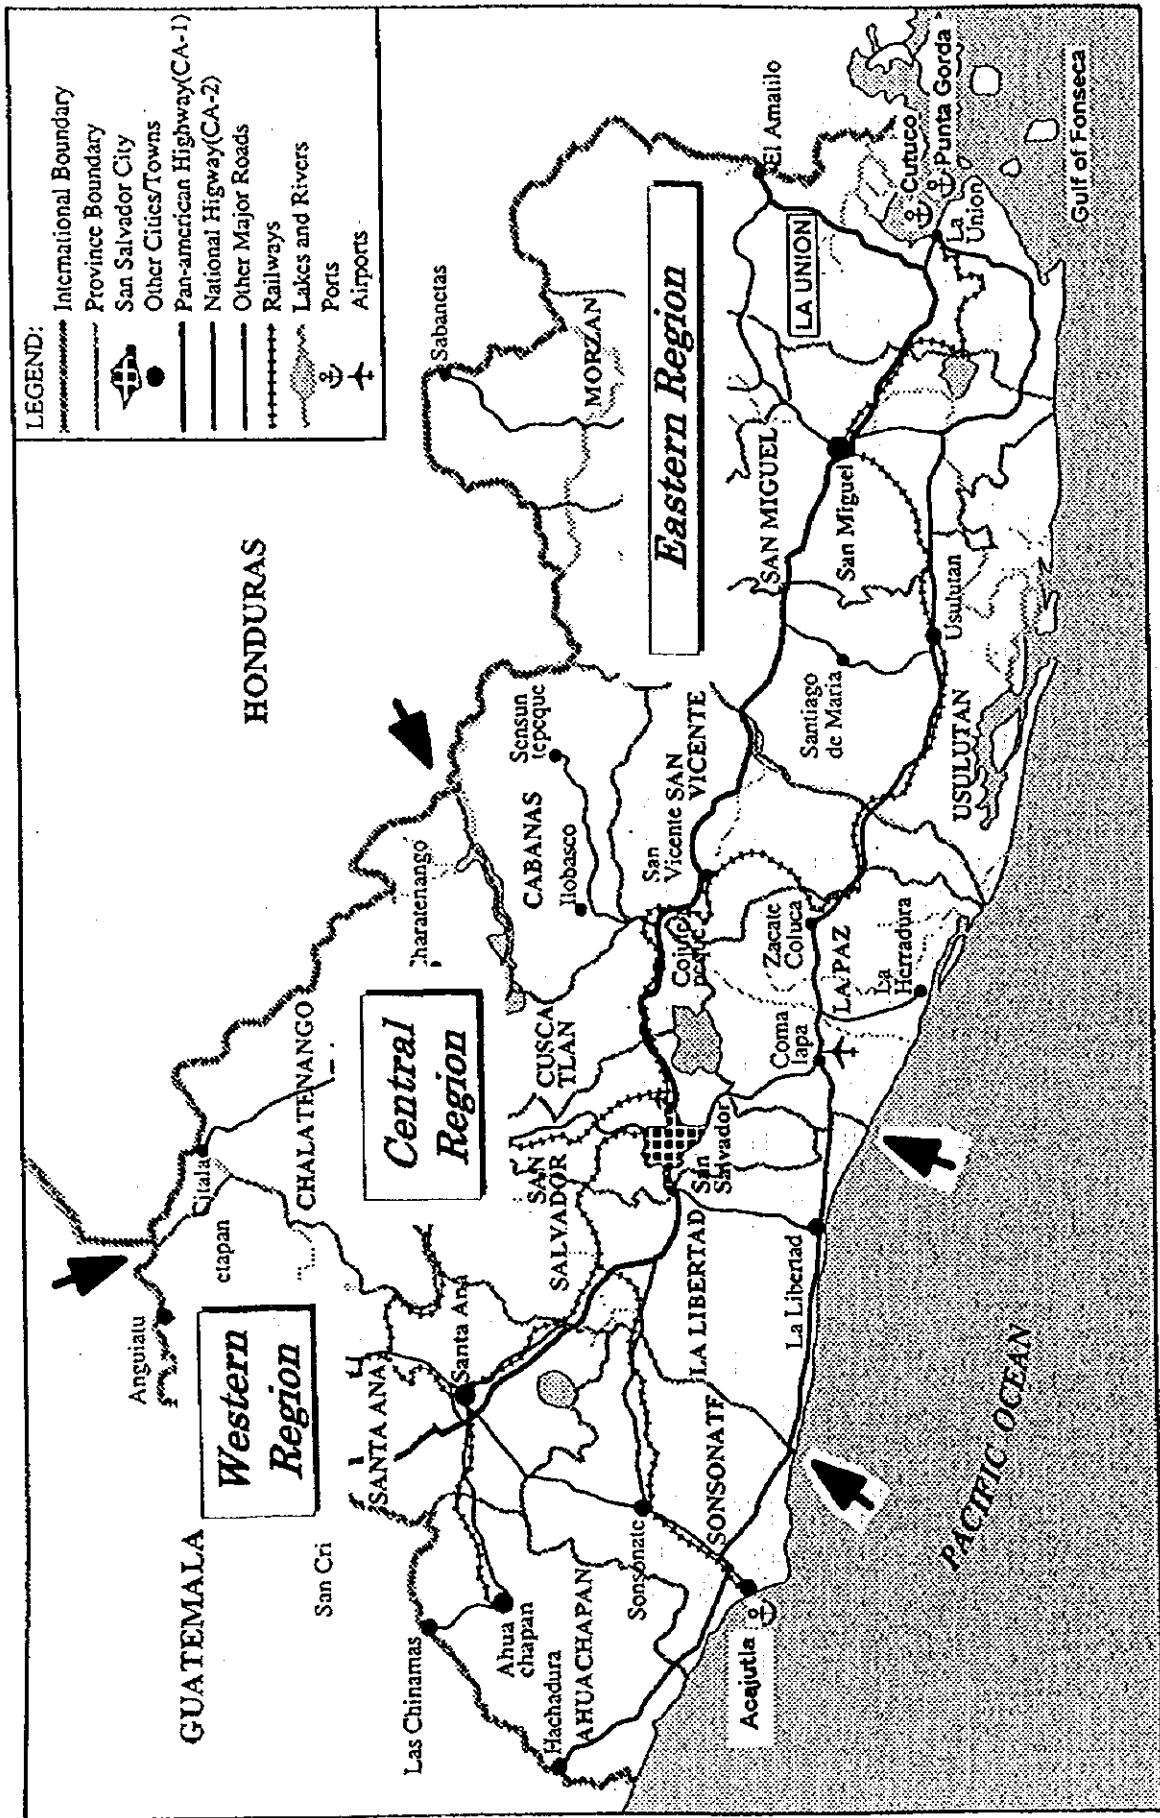 LEGEND:
International Boundary
Province Boundary
San Salvador City
Other Cities/Towns
Pan-american Highway(CA-1)
National Higway(CA-2)
Other Major Roads
Railways
Lakes and Rivers
Ports
Airports
GUATEMALA
HONDURAS
Western
Region
Central
Region
Eastern Region
Anguiatu
Citala
etapan
San Cri
CHALATENANGO
haratenango
Las Chinamas
SANTA ANA
Santa Ana
Ahua
chapan
Hachadura
AHUACHAPAN
Sonsonate
SONSONATE
Acajutla
SAN
SALVADOR
San
Salvador
LA LIBERTAD
La Libertad
CUSCA
TLAN
Cojute
peque
CABANAS
Ilobasco
Sensun
tepeque
San
Vicente
SAN
VICENTE
Zacate
Coluca
Coma
lapa
LA PAZ
La
Herradura
Sabanetas
MORZAN
SAN MIGUEL
San Miguel
Santiago
de Maria
Usulutan
USULUTAN
El Amatilo
LA UNION
Cutuco
Punta Gorda
La
Union
Gulf of Fonseca
PACIFIC OCEAN